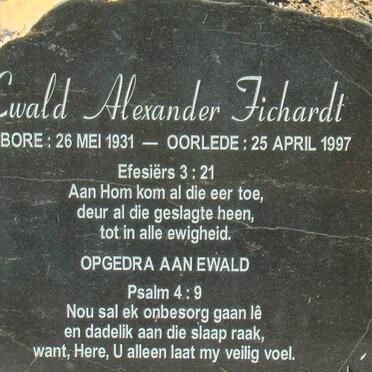 Ewald Alexander Fichardt
BORE : 26 MEI 1931 — OORLEDE : 25 APRIL 1997
Efesiërs 3 : 21
Aan Hom kom al die eer toe,
deur al die geslagte heen,
tot in alle ewigheid.
OPGEDRA AAN EWALD
Psalm 4 : 9
Nou sal ek onbesorg gaan lê
en dadelik aan die slaap raak,
want, Here, U alleen laat my veilig voel.